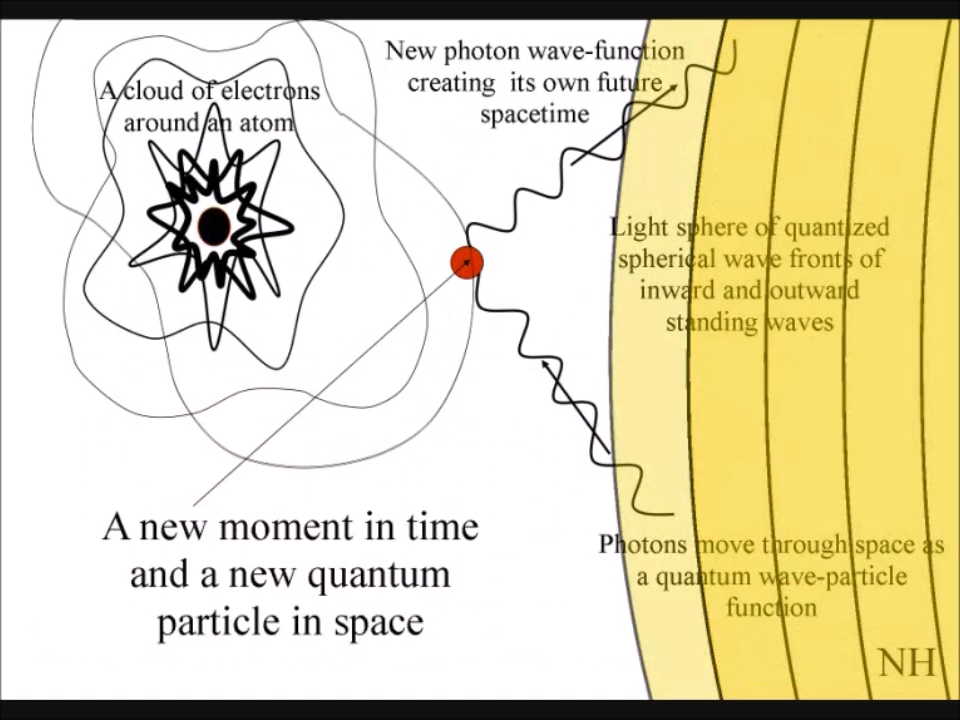 A cloud of electrons
around an atom
New photon wave-function
creating its own future
spacetime
Light sphere of quantized
spherical wave fronts of
inward and outward
standing waves
A new moment in time
and a new quantum
particle in space
Photons move through space as
a quantum wave-particle
function
NH